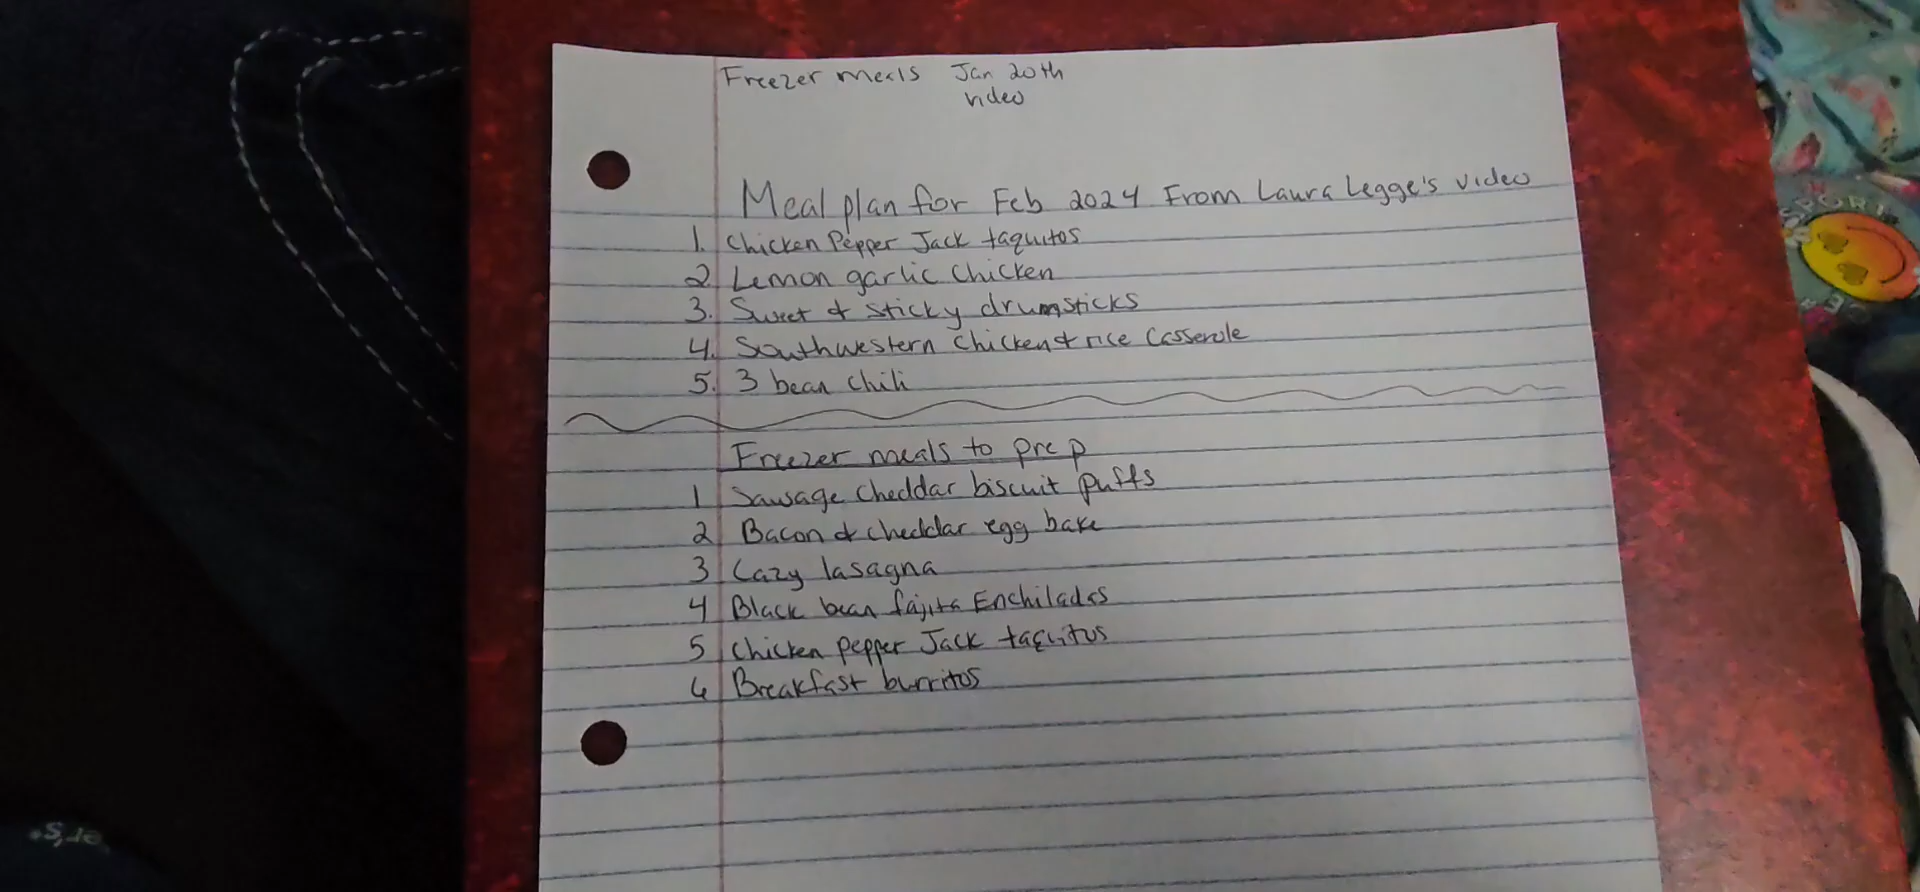 Freezer meals Jan 20th
video
Meal plan for Feb 2024 From Laura Legge's video
1. Chicken Pepper Jack taquitos
2. Lemon garlic Chicken
3. Sweet & sticky drumsticks
4. Southwestern Chicken & rice Casserole
5. 3 bean chili
Freezer meals to prep
1 Sausage Cheddar biscuit puffs
2 Bacon & cheddar egg bake
3 Lazy lasagna
4 Black bean fajita Enchiladas
5 Chicken pepper Jack taquitos
6 Breakfast burritos
SPORT